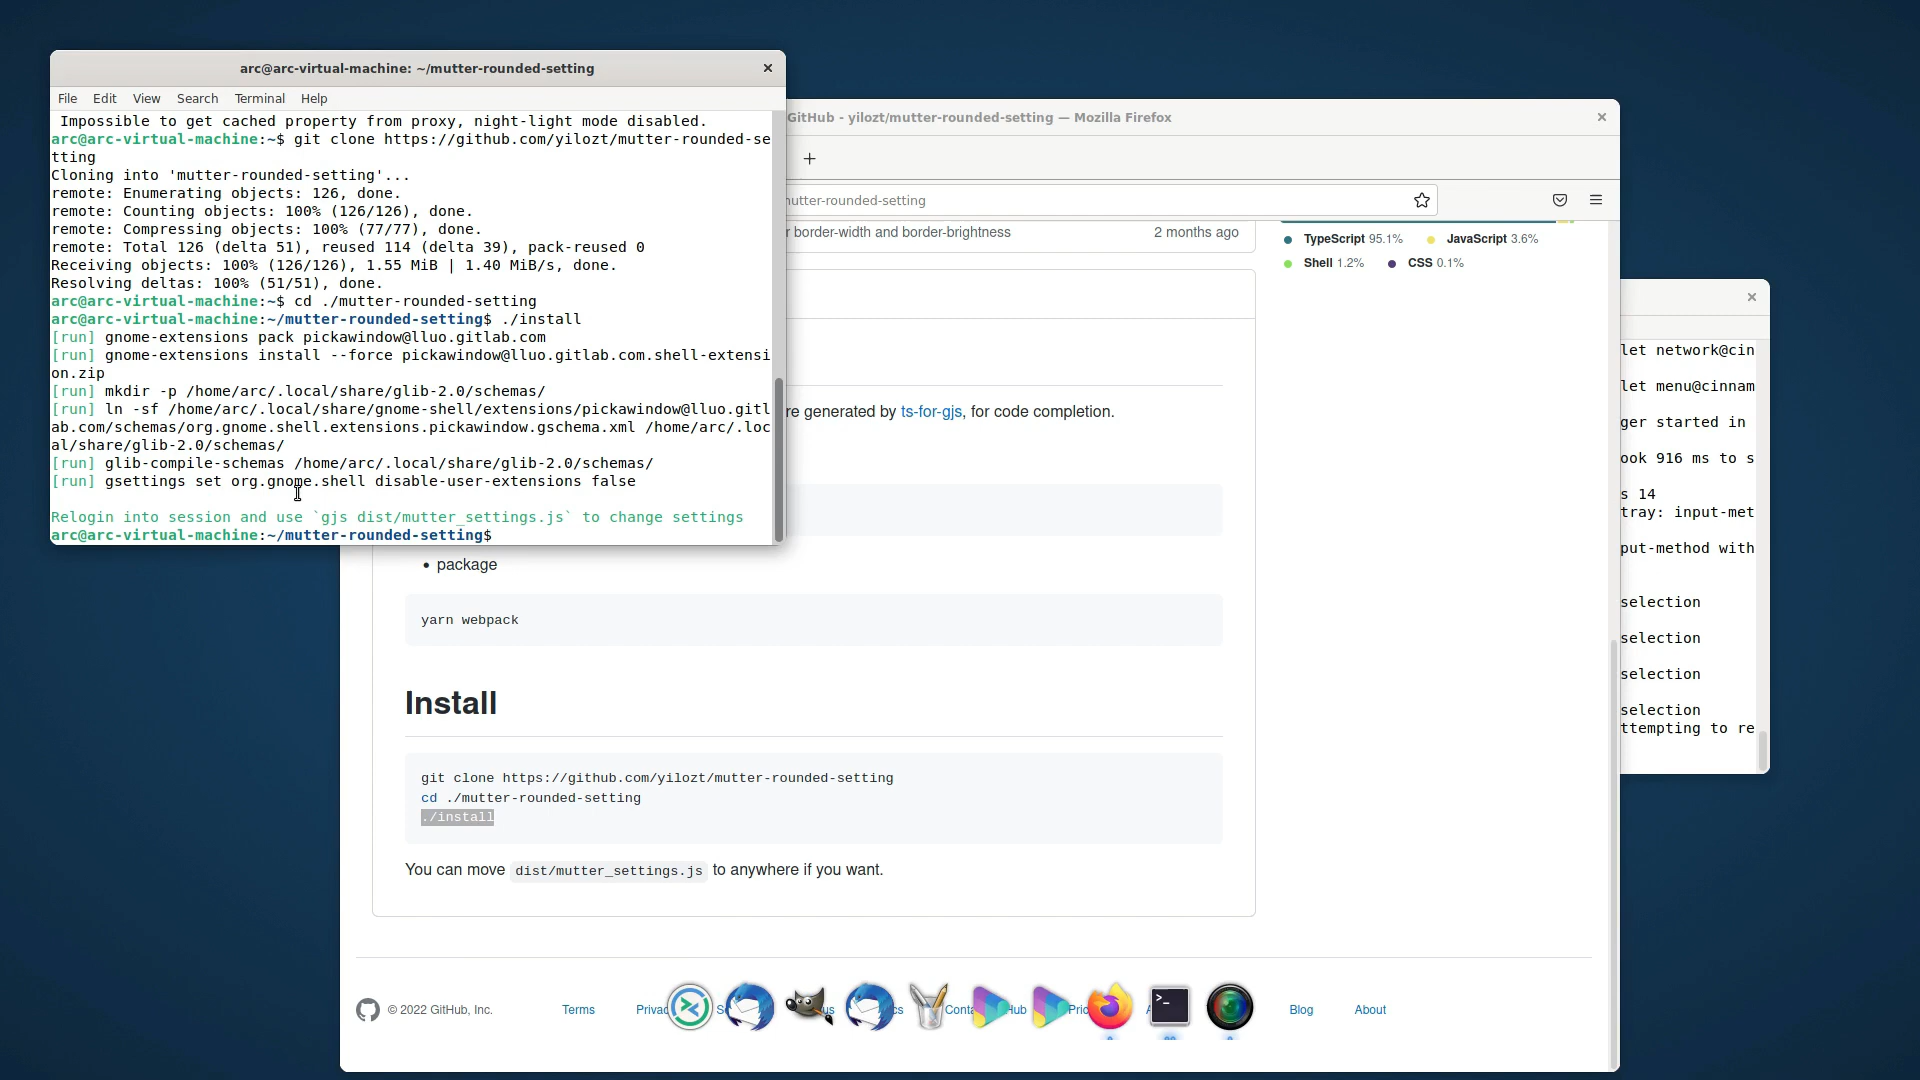 arc@arc-virtual-machine: ~/mutter-rounded-setting
File Edit View Search Terminal Help
Impossible to get cached property from proxy, night-light mode disabled.
arc@arc-virtual-machine:~$ git clone https://github.com/yilozt/mutter-rounded-se
tting
Cloning into 'mutter-rounded-setting'...
remote: Enumerating objects: 126, done.
remote: Counting objects: 100% (126/126), done.
remote: Compressing objects: 100% (77/77), done.
remote: Total 126 (delta 51), reused 114 (delta 39), pack-reused 0
Receiving objects: 100% (126/126), 1.55 MiB | 1.40 MiB/s, done.
Resolving deltas: 100% (51/51), done.
arc@arc-virtual-machine:~$ cd ./mutter-rounded-setting
arc@arc-virtual-machine:~/mutter-rounded-setting$ ./install
[run] gnome-extensions pack pickawindow@lluo.gitlab.com
[run] gnome-extensions install --force pickawindow@lluo.gitlab.com.shell-extensi
on.zip
[run] mkdir -p /home/arc/.local/share/glib-2.0/schemas/
[run] ln -sf /home/arc/.local/share/gnome-shell/extensions/pickawindow@lluo.gitl
ab.com/schemas/org.gnome.shell.extensions.pickawindow.gschema.xml /home/arc/.loc
al/share/glib-2.0/schemas/
[run] glib-compile-schemas /home/arc/.local/share/glib-2.0/schemas/
[run] gsettings set org.gnome.shell disable-user-extensions false
Relogin into session and use `gjs dist/mutter_settings.js` to change settings
arc@arc-virtual-machine:~/mutter-rounded-setting$
GitHub - yilozt/mutter-rounded-setting — Mozilla Firefox
mutter-rounded-setting
r border-width and border-brightness 2 months ago
TypeScript 95.1% JavaScript 3.6%
Shell 1.2% CSS 0.1%
re generated by ts-for-gjs, for code completion.
• package
yarn webpack
Install
git clone https://github.com/yilozt/mutter-rounded-setting
cd ./mutter-rounded-setting
./install
You can move dist/mutter_settings.js to anywhere if you want.
© 2022 GitHub, Inc. Terms Privac Blog About
let network@cin
let menu@cinnam
ger started in
ook 916 ms to s
s 14
tray: input-met
put-method with
selection
selection
selection
selection
ttempting to re